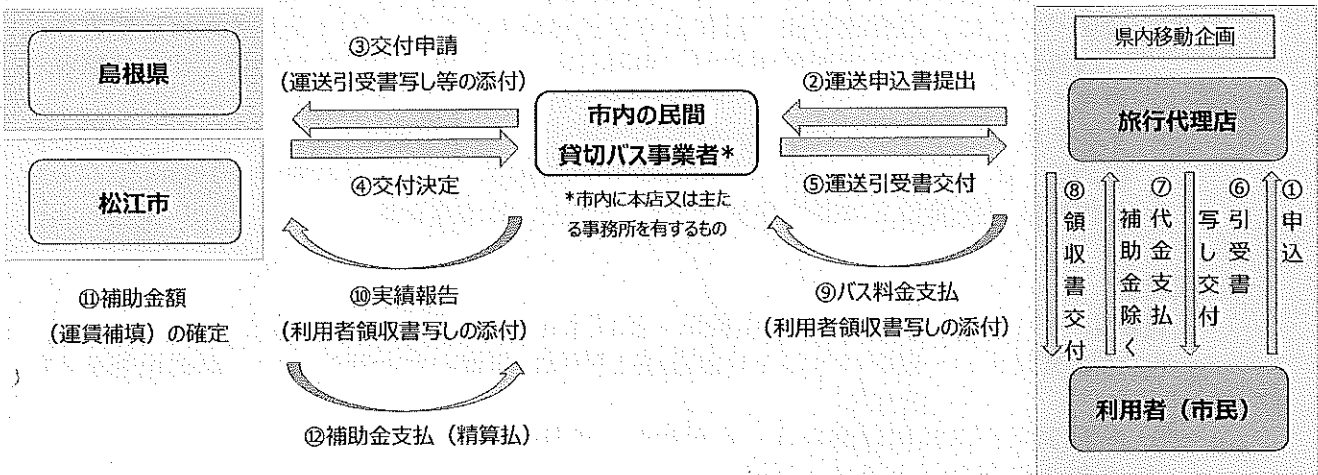 島根県
松江市
⑪補助金額
(運賃補填)の確定
③交付申請
(運送引受書写し等の添付)
④交付決定
⑩実績報告
(利用者領収書写しの添付)
⑫補助金支払(精算払)
市内の民間
貸切バス事業者*
*市内に本店又は主た
る事務所を有するもの
②運送申込書提出
⑤運送引受書交付
⑨バス料金支払
(利用者領収書写しの添付)
県内移動企画
旅行代理店
①申込
⑥引受書
写し交付
⑦代金支払
補助金除く
⑧領収書交付
利用者(市民)